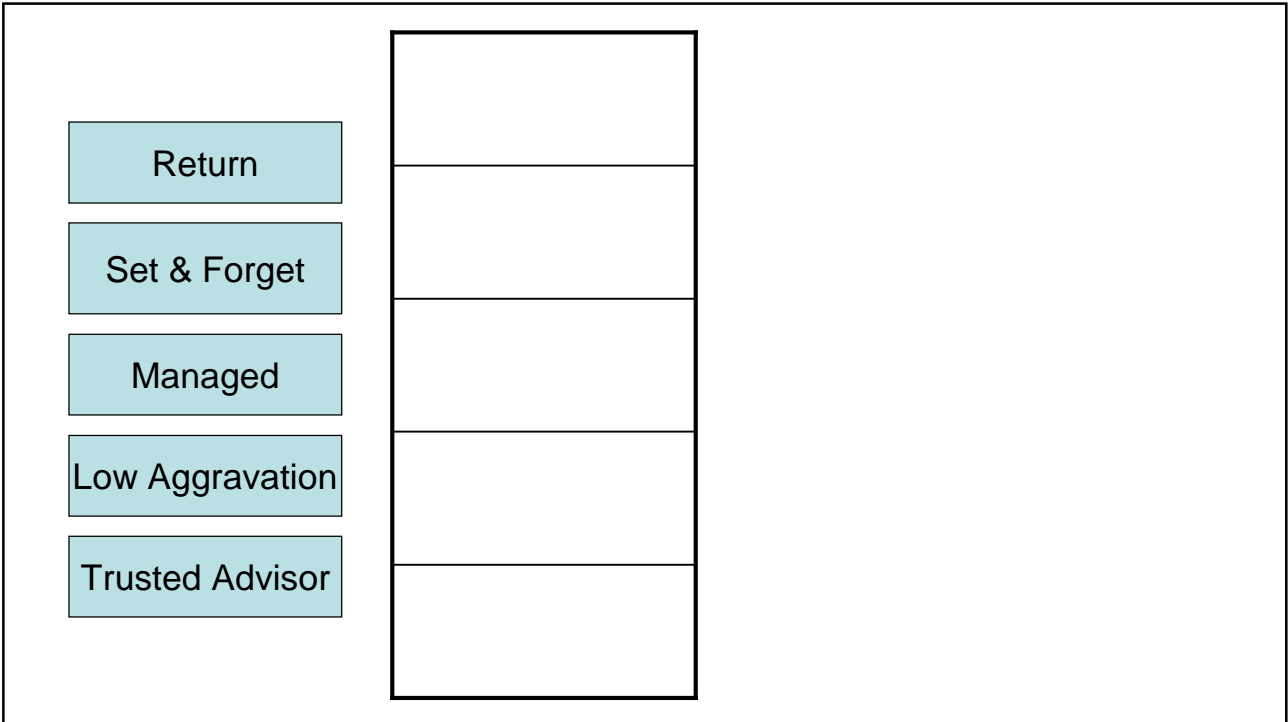 Return
Set & Forget
Managed
Low Aggravation
Trusted Advisor